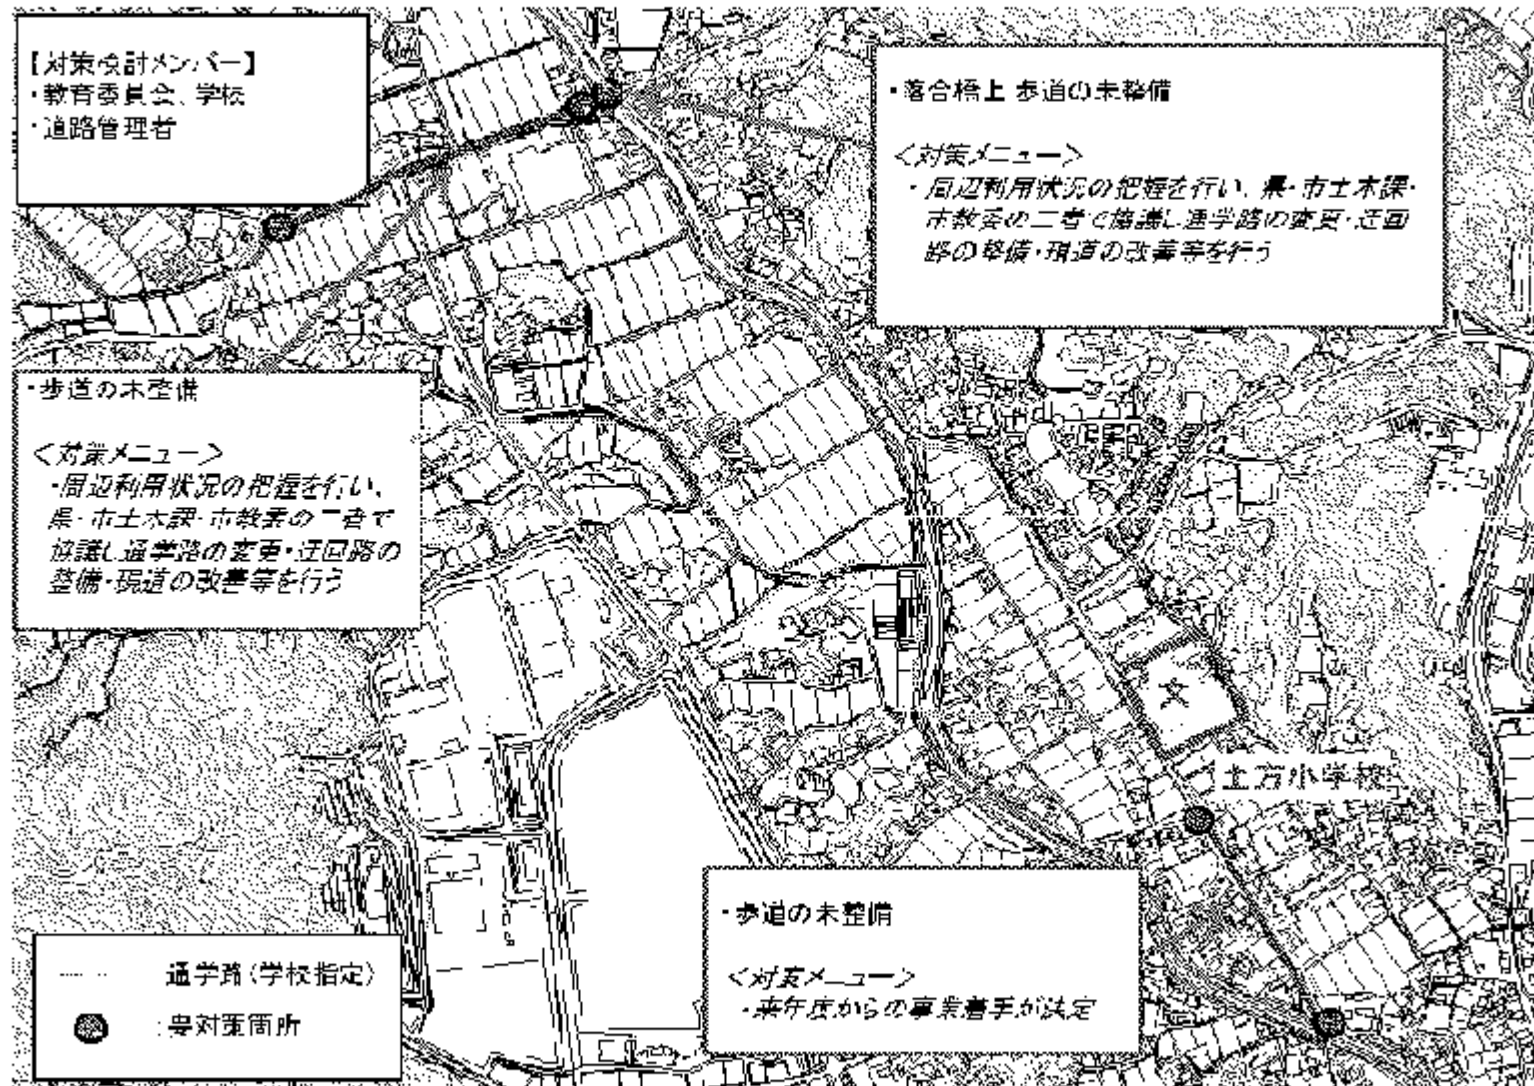 【対策検討メンバー】
・教育委員会、学校
・道路管理者
・落合橋上 歩道の未整備
＜対策メニュー＞
・周辺利用状況の把握を行い、県・市土木課・
市教委の二者で協議し通学路の変更・迂回
路の整備・現道の改善等を行う
・歩道の未整備
＜対策メニュー＞
・周辺利用状況の把握を行い、
県・市土木課・市教委の二者で
協議し通学路の変更・迂回路の
整備・現道の改善等を行う
土方小学校
・歩道の未整備
＜対策メニュー＞
・来年度からの事業着手が決定
通学路（学校指定）
：要対策箇所